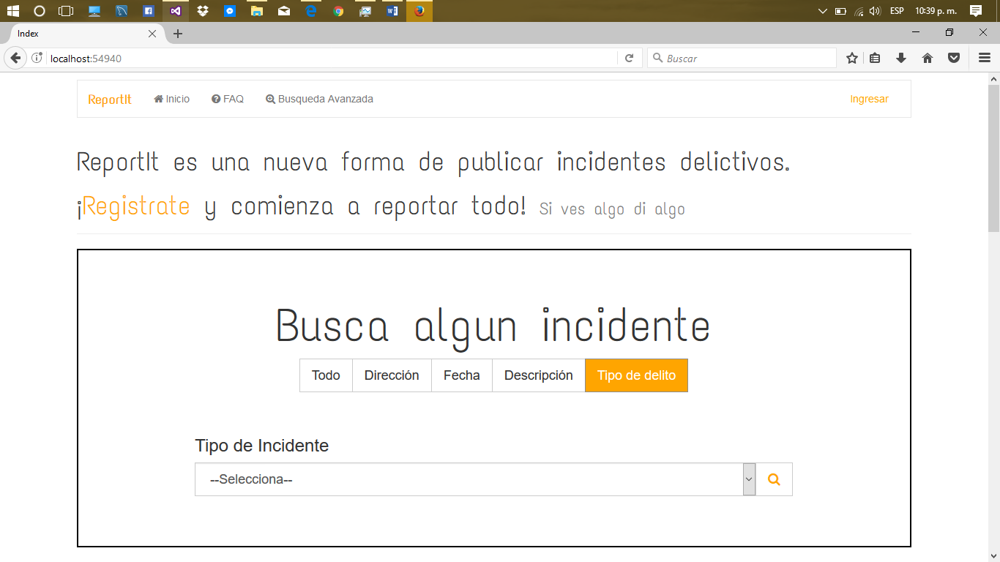 ESP 10:39 p. m.
Index
localhost:54940
Buscar
ReportIt Inicio FAQ Busqueda Avanzada Ingresar
ReportIt es una nueva forma de publicar incidentes delictivos.
¡Registrate y comienza a reportar todo! Si ves algo di algo
Busca algun incidente
Todo Dirección Fecha Descripción Tipo de delito
Tipo de Incidente
--Selecciona--